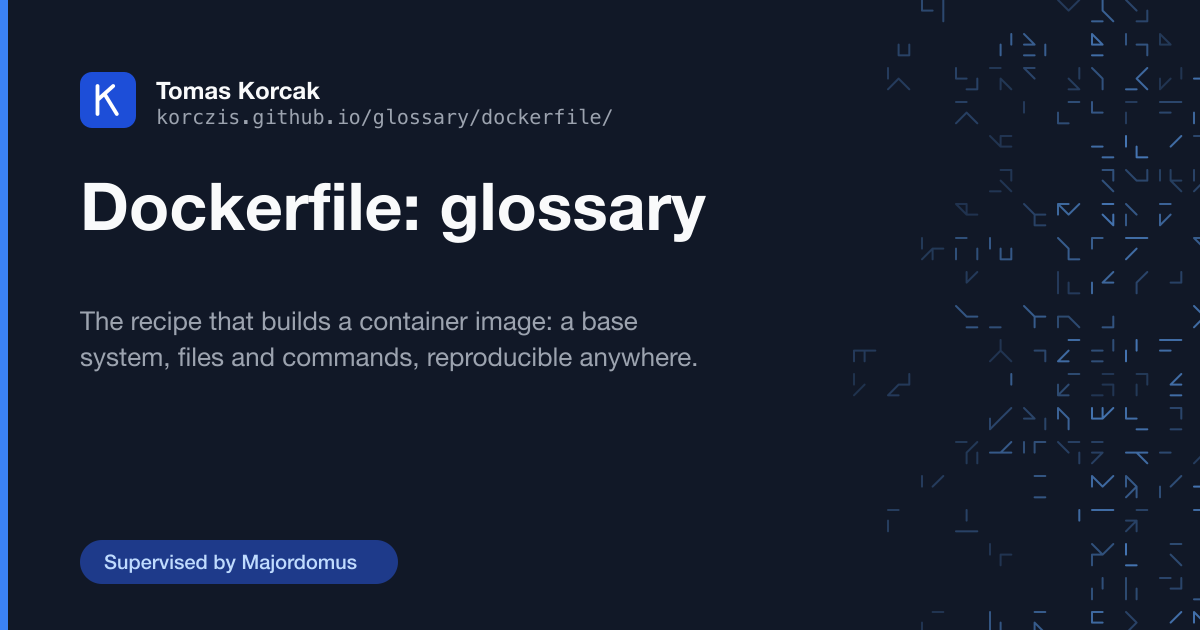 K
Tomas Korcak
korczis.github.io/glossary/dockerfile/
Dockerfile: glossary
The recipe that builds a container image: a base
system, files and commands, reproducible anywhere.
Supervised by Majordomus